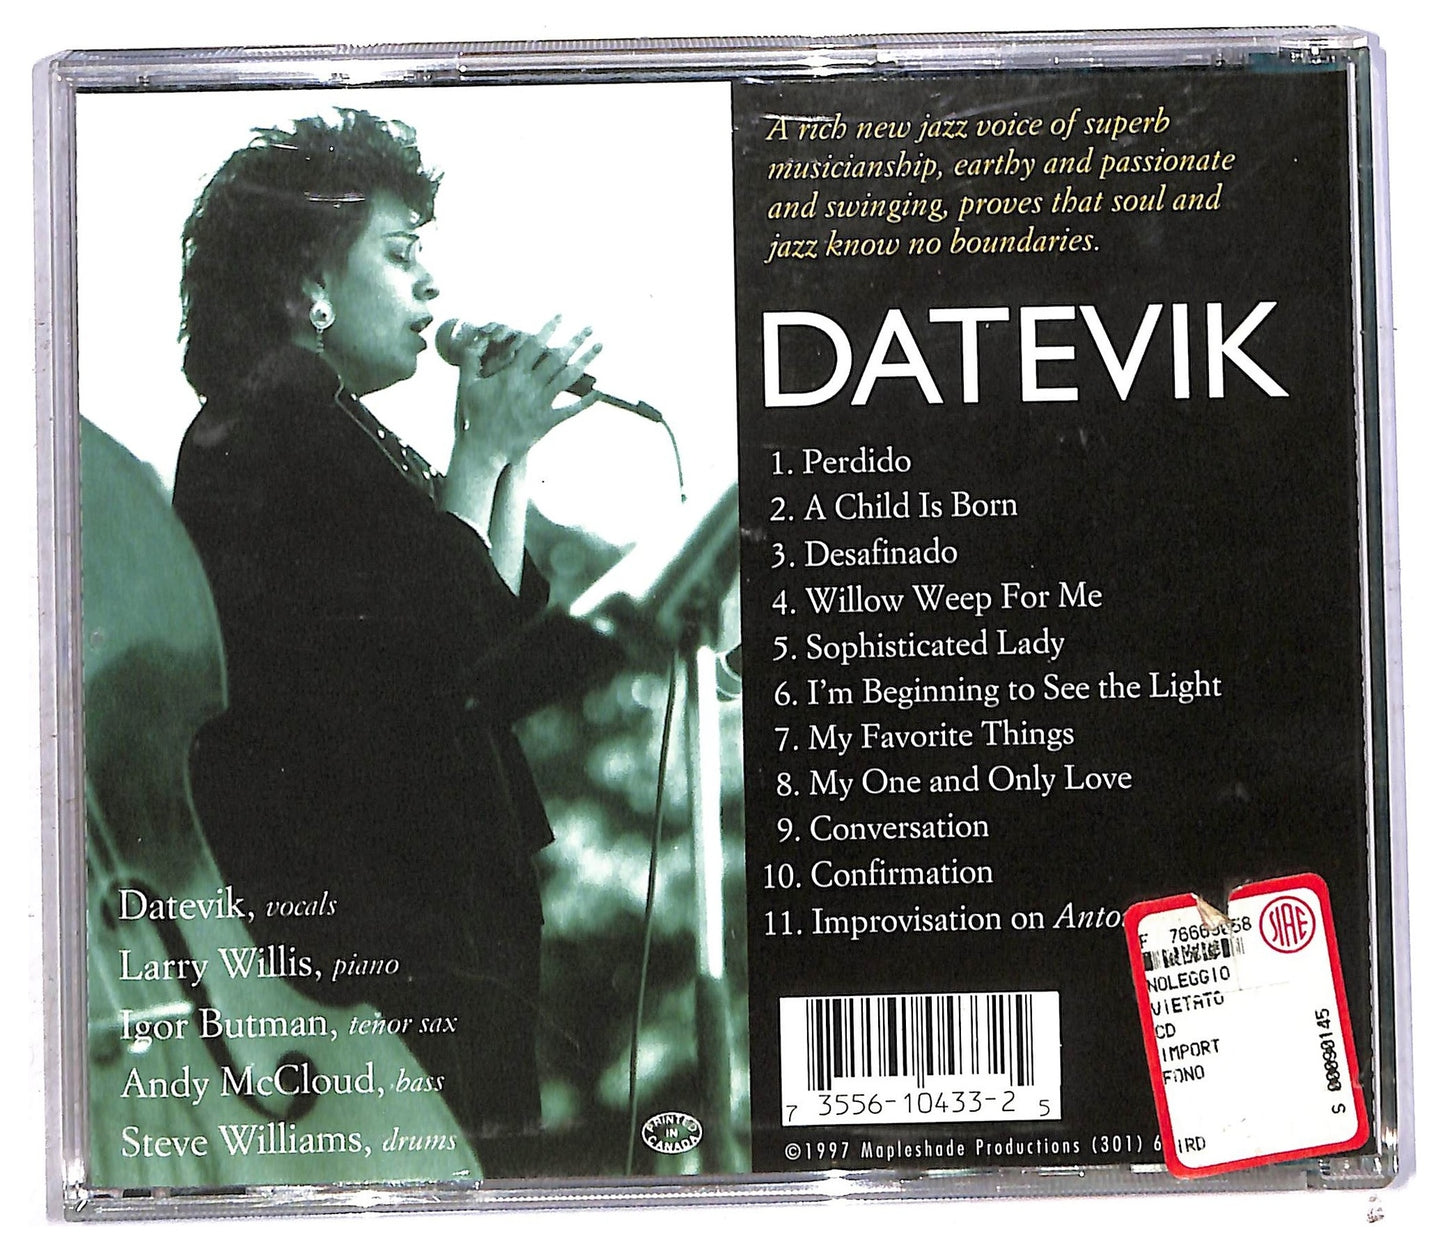 A rich new jazz voice of superb
musicianship, earthy and passionate
and swinging, proves that soul and
jazz know no boundaries.
DATEVIK
1. Perdido
2. A Child Is Born
3. Desafinado
4. Willow Weep For Me
5. Sophisticated Lady
6. I'm Beginning to See the Light
7. My Favorite Things
8. My One and Only Love
9. Conversation
10. Confirmation
11. Improvisation on
Datevik, vocals
Larry Willis, piano
Igor Butman, tenor sax
Andy McCloud, bass
Steve Williams, drums
PRINTED
IN
CANADA
7 3556-10433-2 5
©1997 Mapleshade Productions (301)
SIAE
F
NOLEGGIO
VIETATO
CD
IMPORT
FONO
S 00090145